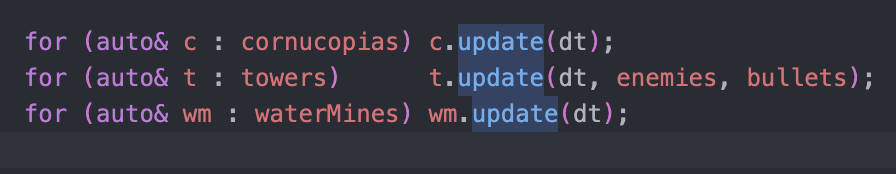 for (auto& c : cornucopias) c.update(dt);
for (auto& t : towers)      t.update(dt, enemies, bullets);
for (auto& wm : waterMines) wm.update(dt);